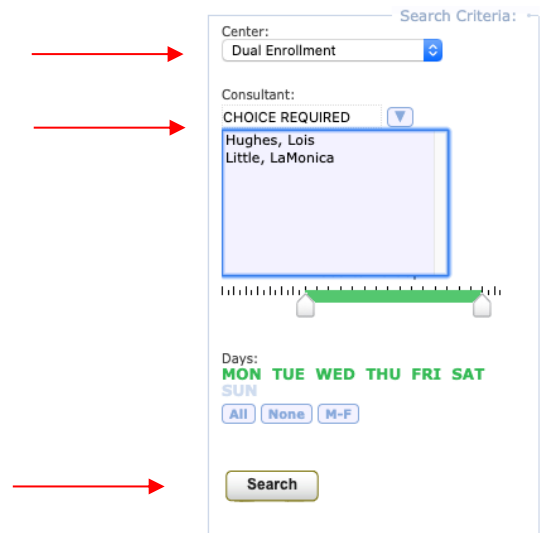 Search Criteria:
Center:
Dual Enrollment
Consultant:
CHOICE REQUIRED
Hughes, Lois
Little, LaMonica
Days:
MON TUE WED THU FRI SAT
SUN
All None M-F
Search